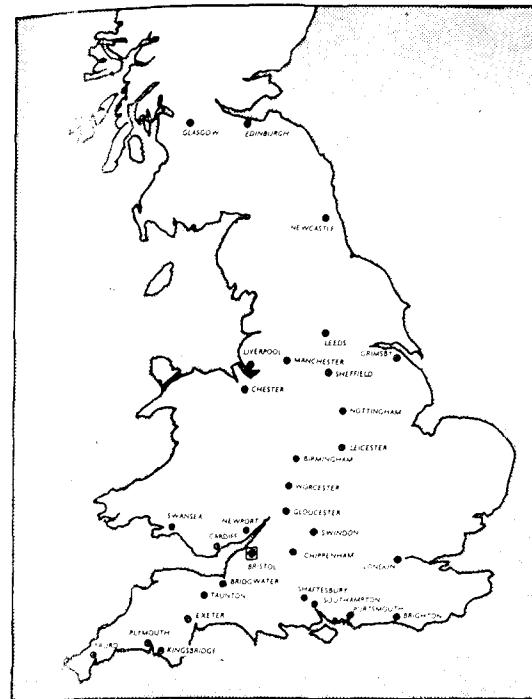 GLASGOW
EDINBURGH
NEWCASTLE
LEEDS
LIVERPOOL
MANCHESTER
GRIMSBY
SHEFFIELD
CHESTER
NOTTINGHAM
LEICESTER
BIRMINGHAM
WORCESTER
GLOUCESTER
SWANSEA
NEWPORT
SWINDON
CARDIFF
CHIPPENHAM
BRISTOL
LONDON
BRIDGWATER
TAUNTON
SHAFTESBURY
SOUTHAMPTON
PORTSMOUTH
EXETER
BRIGHTON
PLYMOUTH
TRURO
KINGSBRIDGE